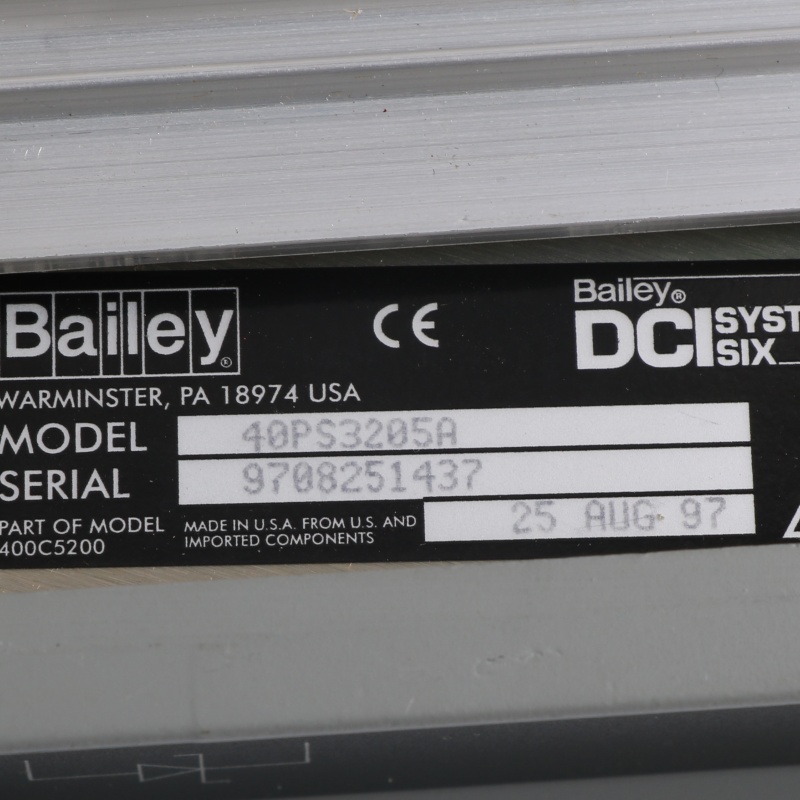 Bailey®
CE
Bailey®
DCI SYST
SIX
WARMINSTER, PA 18974 USA
MODEL 40PS3205A
SERIAL 9708251437
PART OF MODEL
400C5200
MADE IN U.S.A. FROM U.S. AND
IMPORTED COMPONENTS
25 AUG 97